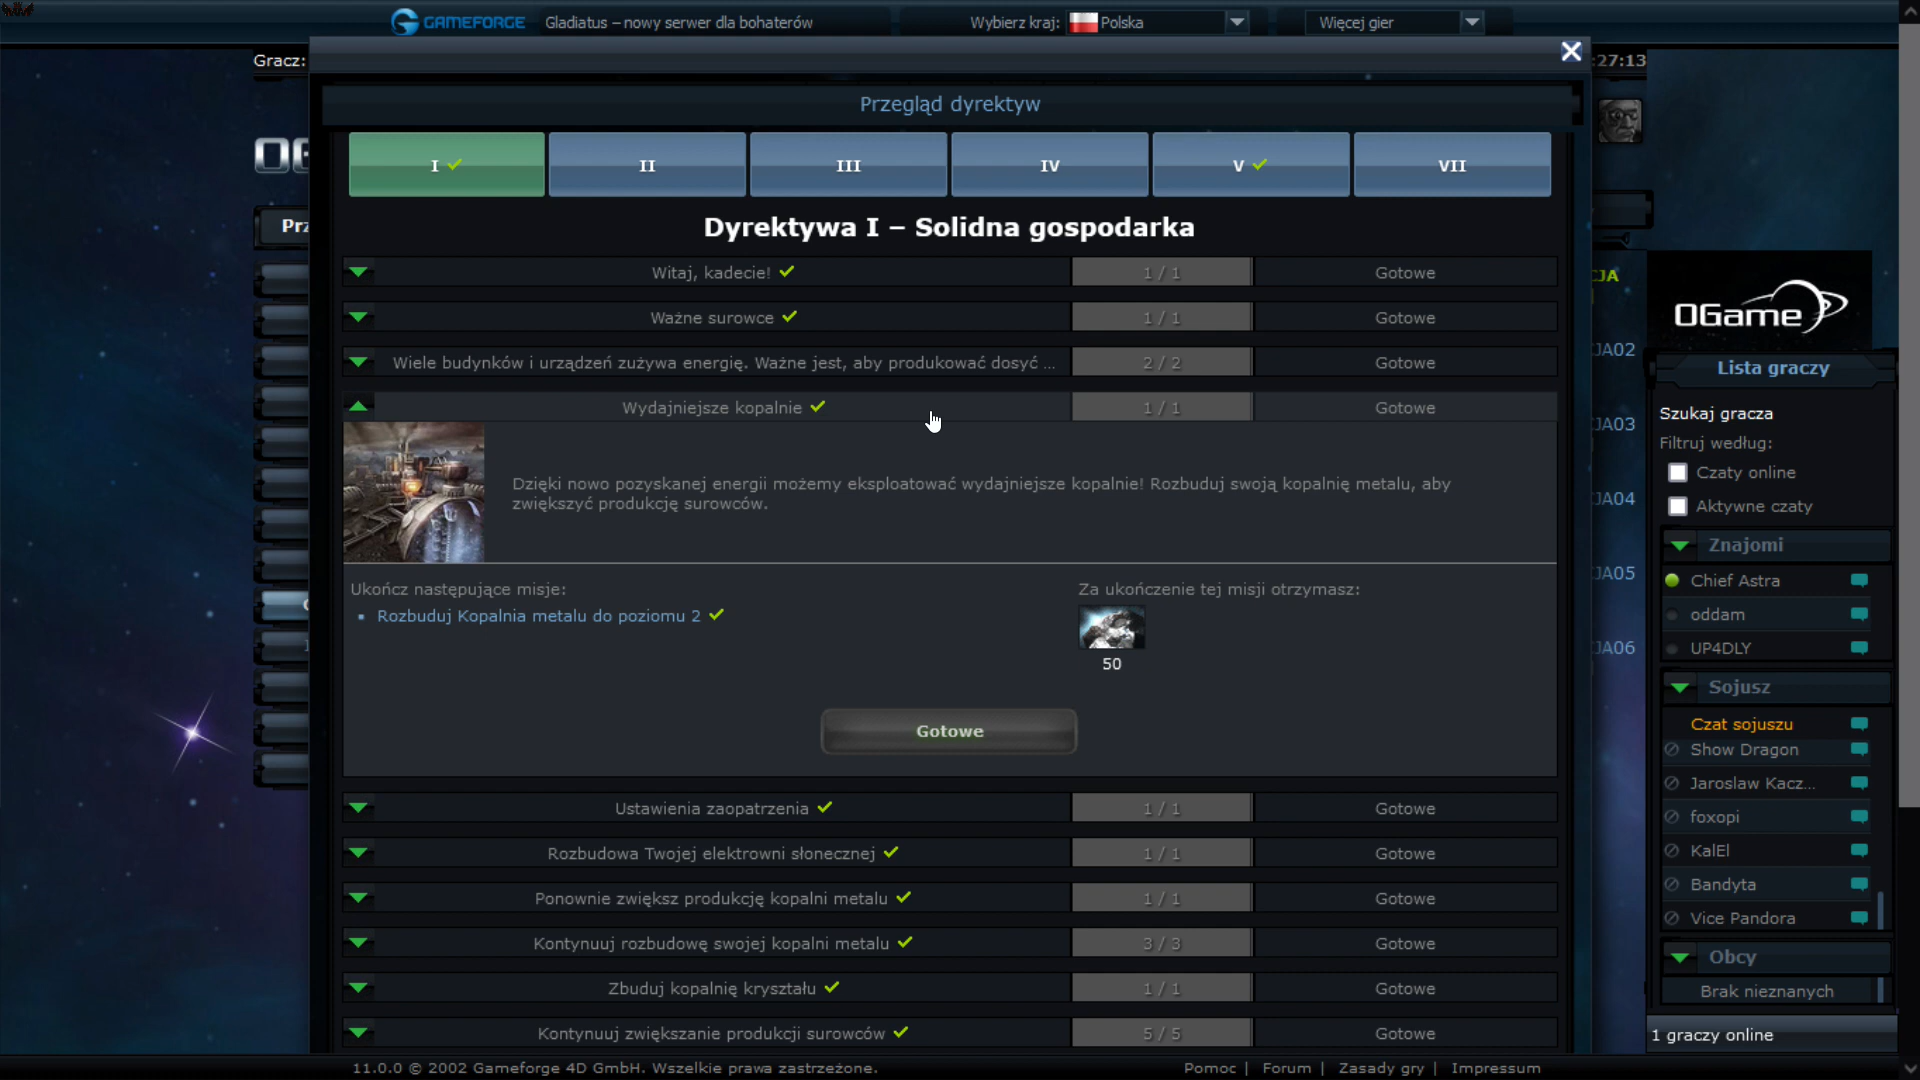 GAMEFORGE
Gladiatus – nowy serwer dla bohaterów
Wybierz kraj:
Polska
Więcej gier
Gracz:
:27:13
Przegląd dyrektyw
I
II
III
IV
V
VII
Dyrektywa I – Solidna gospodarka
Witaj, kadecie!
1 / 1
Gotowe
Ważne surowce
1 / 1
Gotowe
Wiele budynków i urządzeń zużywa energię. Ważne jest, aby produkować dosyć ...
2 / 2
Gotowe
Wydajniejsze kopalnie
1 / 1
Gotowe
Dzięki nowo pozyskanej energii możemy eksploatować wydajniejsze kopalnie! Rozbuduj swoją kopalnię metalu, aby
zwiększyć produkcję surowców.
Ukończ następujące misje:
Rozbuduj Kopalnia metalu do poziomu 2
Za ukończenie tej misji otrzymasz:
50
Gotowe
Ustawienia zaopatrzenia
1 / 1
Gotowe
Rozbudowa Twojej elektrowni słonecznej
1 / 1
Gotowe
Ponownie zwiększ produkcję kopalni metalu
1 / 1
Gotowe
Kontynuuj rozbudowę swojej kopalni metalu
3 / 3
Gotowe
Zbuduj kopalnię kryształu
1 / 1
Gotowe
Kontynuuj zwiększanie produkcji surowców
5 / 5
Gotowe
Prz
JA02
JA03
JA04
JA05
JA06
OGame
Lista graczy
Szukaj gracza
Filtruj według:
Czaty online
Aktywne czaty
Znajomi
Chief Astra
oddam
UP4DLY
Sojusz
Czat sojuszu
Show Dragon
Jaroslaw Kacz...
foxopi
KalEl
Bandyta
Vice Pandora
Obcy
Brak nieznanych
1 graczy online
11.0.0 © 2002 Gameforge 4D GmbH. Wszelkie prawa zastrzeżone.
Pomoc | Forum | Zasady gry | Impressum